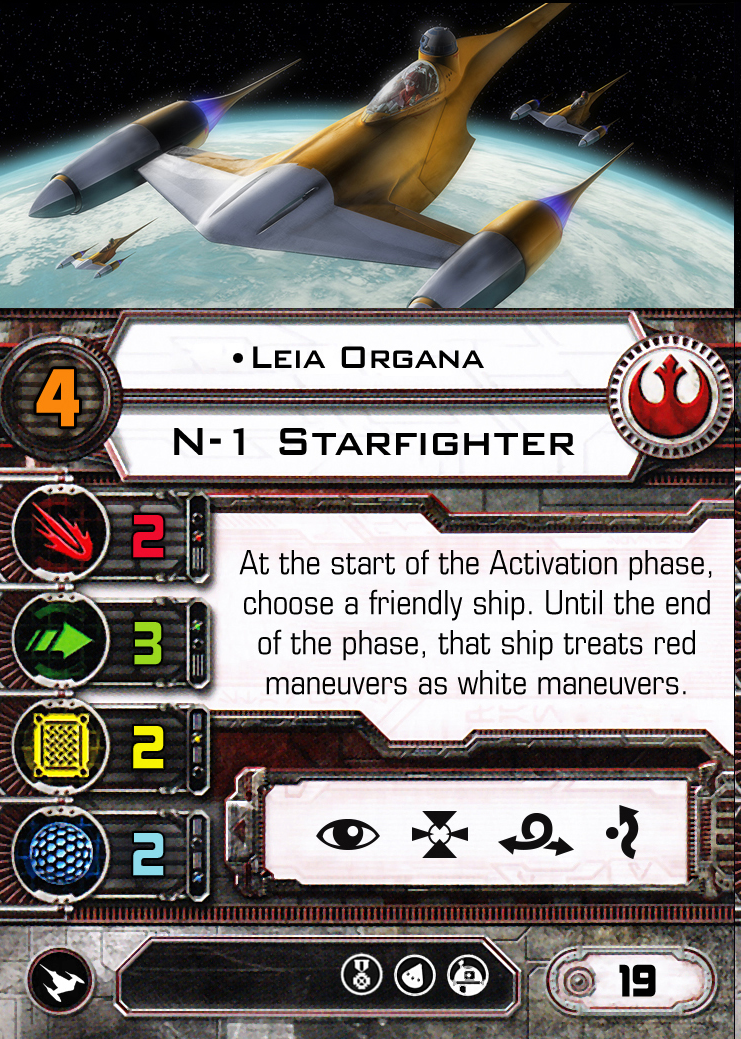 •Leia Organa
4
N-1 Starfighter
2
At the start of the Activation phase,
choose a friendly ship. Until the end
of the phase, that ship treats red
maneuvers as white maneuvers.
3
2
2
19